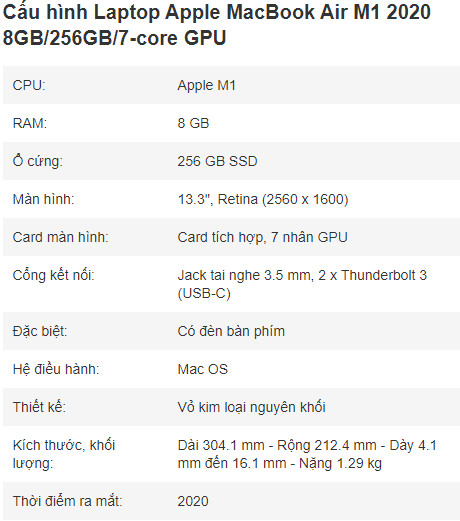 Cấu hình Laptop Apple MacBook Air M1 2020
8GB/256GB/7-core GPU
CPU: Apple M1
RAM: 8 GB
Ổ cứng: 256 GB SSD
Màn hình: 13.3", Retina (2560 x 1600)
Card màn hình: Card tích hợp, 7 nhân GPU
Cổng kết nối: Jack tai nghe 3.5 mm, 2 x Thunderbolt 3
(USB-C)
Đặc biệt: Có đèn bàn phím
Hệ điều hành: Mac OS
Thiết kế: Vỏ kim loại nguyên khối
Kích thước, khối Dài 304.1 mm - Rộng 212.4 mm - Dày 4.1
lượng: mm đến 16.1 mm - Nặng 1.29 kg
Thời điểm ra mắt: 2020